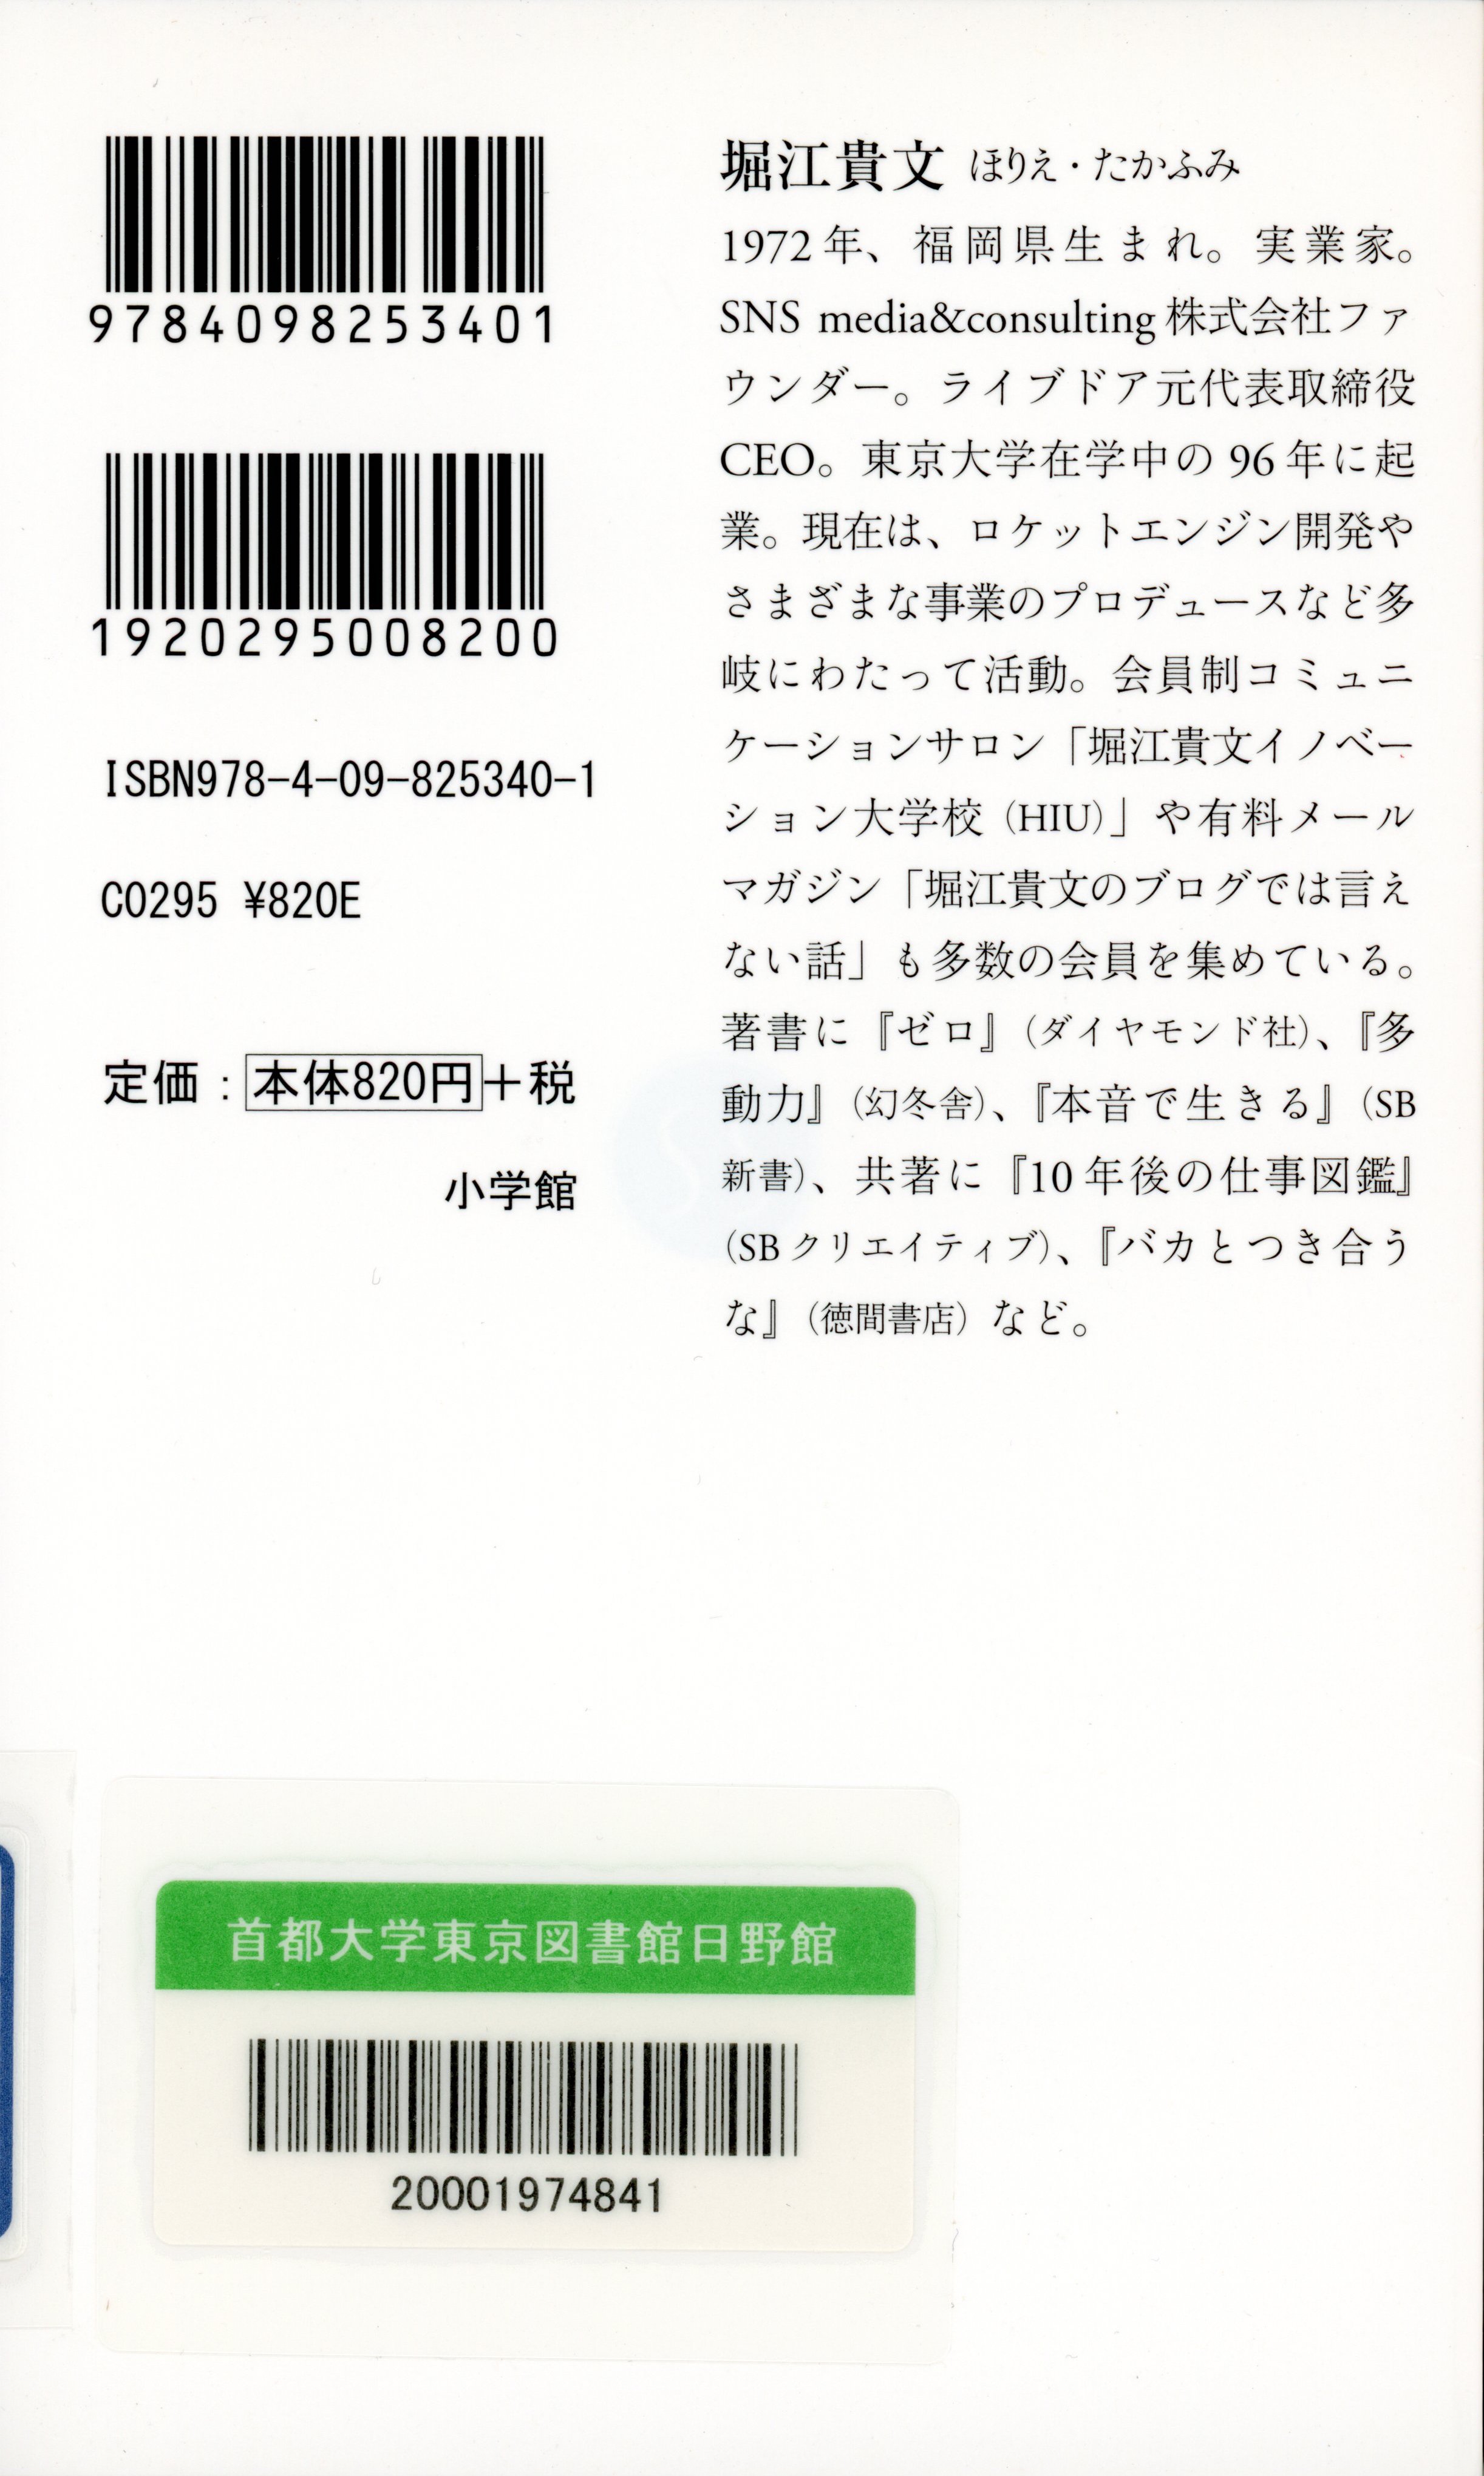 9784098253401
1920295008200
ISBN978-4-09-825340-1
C0295 ¥820E
定価：本体820円＋税
小学館
堀江貴文 ほりえ・たかふみ
1972年、福岡県生まれ。実業家。
SNS media&consulting株式会社ファ
ウンダー。ライブドア元代表取締役
CEO。東京大学在学中の96年に起
業。現在は、ロケットエンジン開発や
さまざまな事業のプロデュースなど多
岐にわたって活動。会員制コミュニ
ケーションサロン「堀江貴文イノベー
ション大学校（HIU）」や有料メール
マガジン「堀江貴文のブログでは言え
ない話」も多数の会員を集めている。
著書に『ゼロ』（ダイヤモンド社）、『多
動力』（幻冬舎）、『本音で生きる』（SB
新書）、共著に『10年後の仕事図鑑』
（SBクリエイティブ）、『バカとつき合う
な』（徳間書店）など。
首都大学東京図書館日野館
20001974841